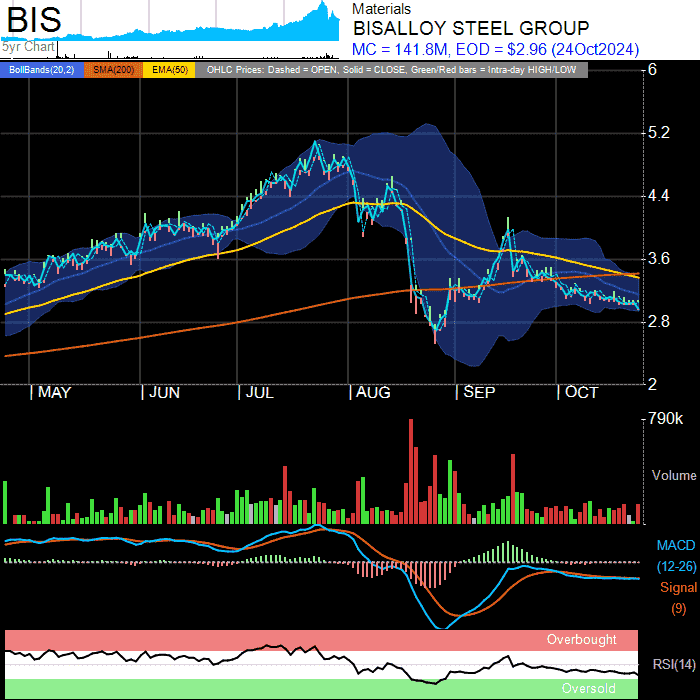 BIS
5yr Chart
Materials
BISALLOY STEEL GROUP
MC = 141.8M, EOD = $2.96 (24Oct2024)
BollBands(20,2) SMA(200) EMA(50) OHLC Prices: Dashed = OPEN, Solid = CLOSE, Green/Red bars = Intra-day HIGH/LOW
6
5.2
4.4
3.6
2.8
2
MAY JUN JUL AUG SEP OCT
790k
Volume
MACD
(12-26)
Signal
(9)
Overbought
RSI(14)
Oversold